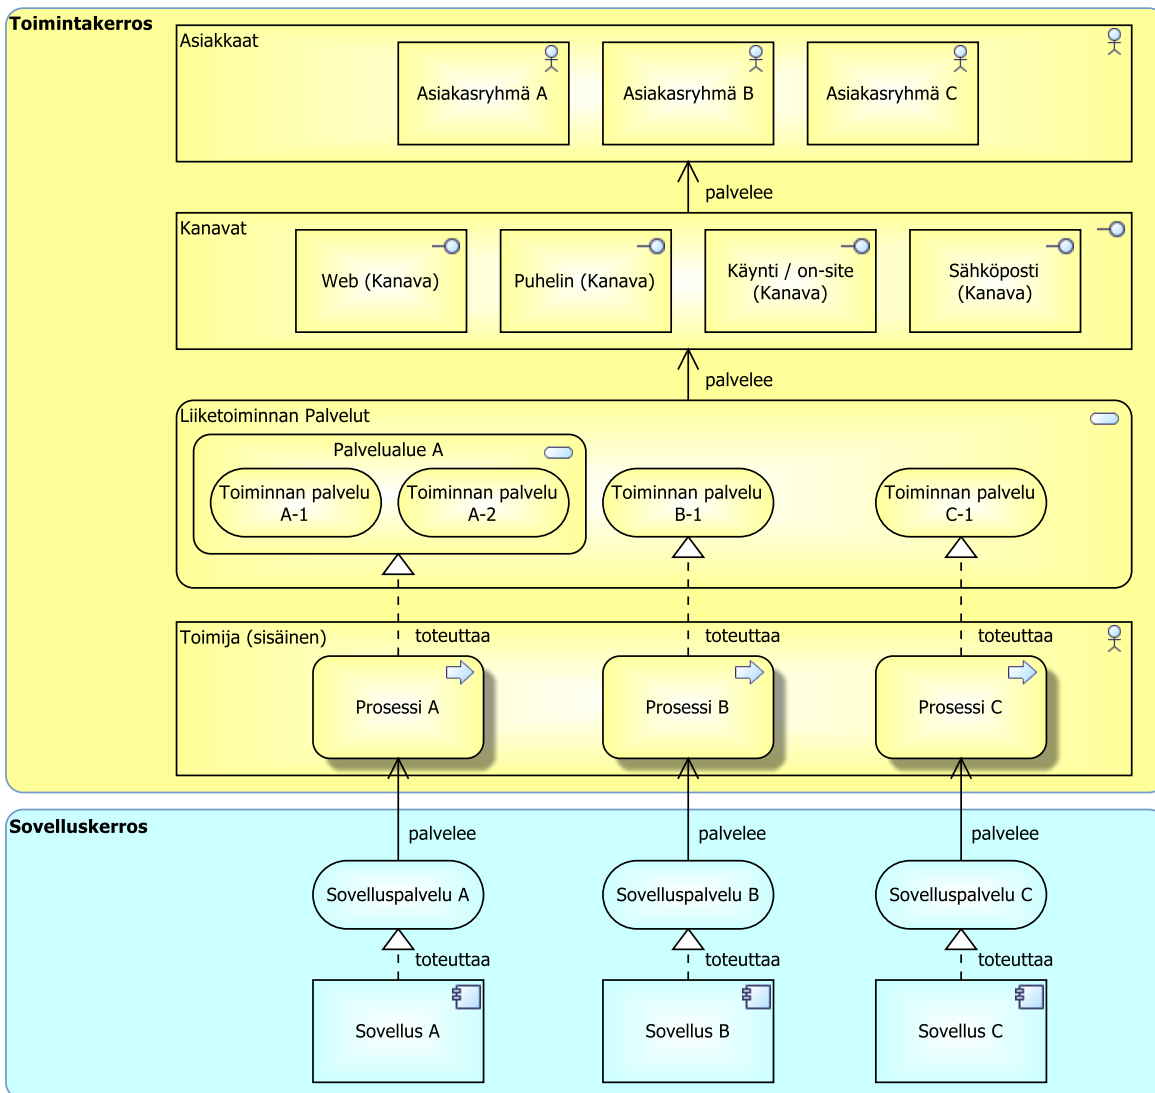 Toimintakerros
Asiakkaat
Asiakasryhmä A
Asiakasryhmä B
Asiakasryhmä C
palvelee
Kanavat
Web (Kanava)
Puhelin (Kanava)
Käynti / on-site
(Kanava)
Sähköposti
(Kanava)
palvelee
Liiketoiminnan Palvelut
Palvelualue A
Toiminnan palvelu
A-1
Toiminnan palvelu
A-2
Toiminnan palvelu
B-1
Toiminnan palvelu
C-1
Toimija (sisäinen)
toteuttaa
toteuttaa
toteuttaa
Prosessi A
Prosessi B
Prosessi C
Sovelluskerros
palvelee
palvelee
palvelee
Sovelluspalvelu A
Sovelluspalvelu B
Sovelluspalvelu C
toteuttaa
toteuttaa
toteuttaa
Sovellus A
Sovellus B
Sovellus C